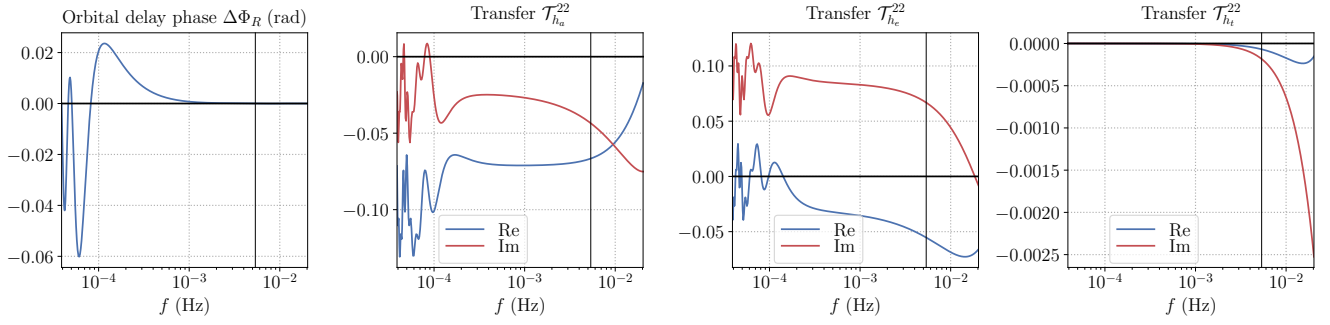 Orbital delay phase ΔΦ_R (rad)
0.02
0.00
−0.02
−0.04
−0.06
10^−4
10^−3
10^−2
f (Hz)
Transfer 𝒯^22_{h_a}
0.00
−0.05
−0.10
Re
Im
10^−4
10^−3
10^−2
f (Hz)
Transfer 𝒯^22_{h_e}
0.10
0.05
0.00
−0.05
Re
Im
10^−4
10^−3
10^−2
f (Hz)
Transfer 𝒯^22_{h_t}
0.0000
−0.0005
−0.0010
−0.0015
−0.0020
−0.0025
Re
Im
10^−4
10^−3
10^−2
f (Hz)